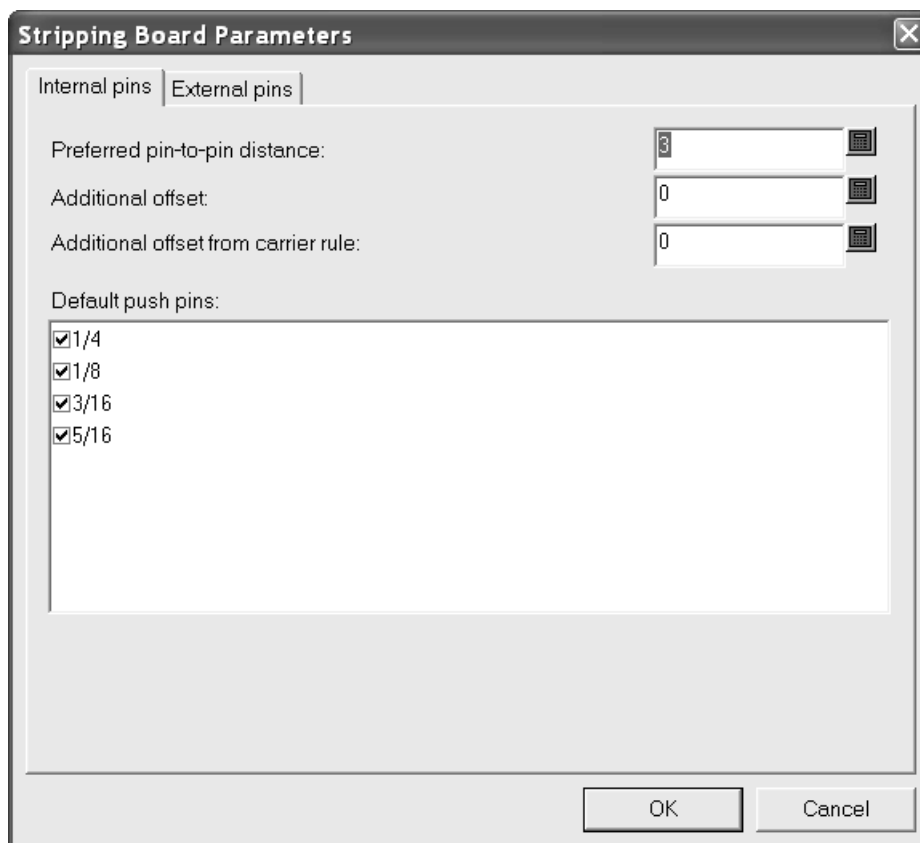 Stripping Board Parameters
Internal pins External pins
Preferred pin-to-pin distance: 3
Additional offset: 0
Additional offset from carrier rule: 0
Default push pins:
1/4
1/8
3/16
5/16
OK Cancel